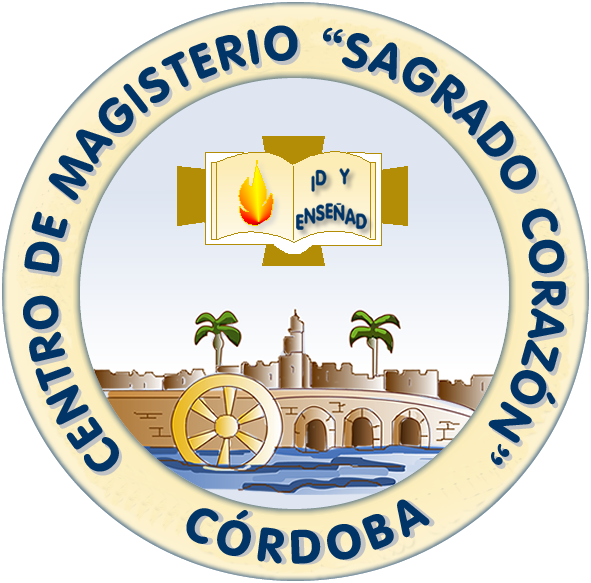 CENTRO DE MAGISTERIO “SAGRADO CORAZÓN“
ID Y
ENSEÑAD
CÓRDOBA